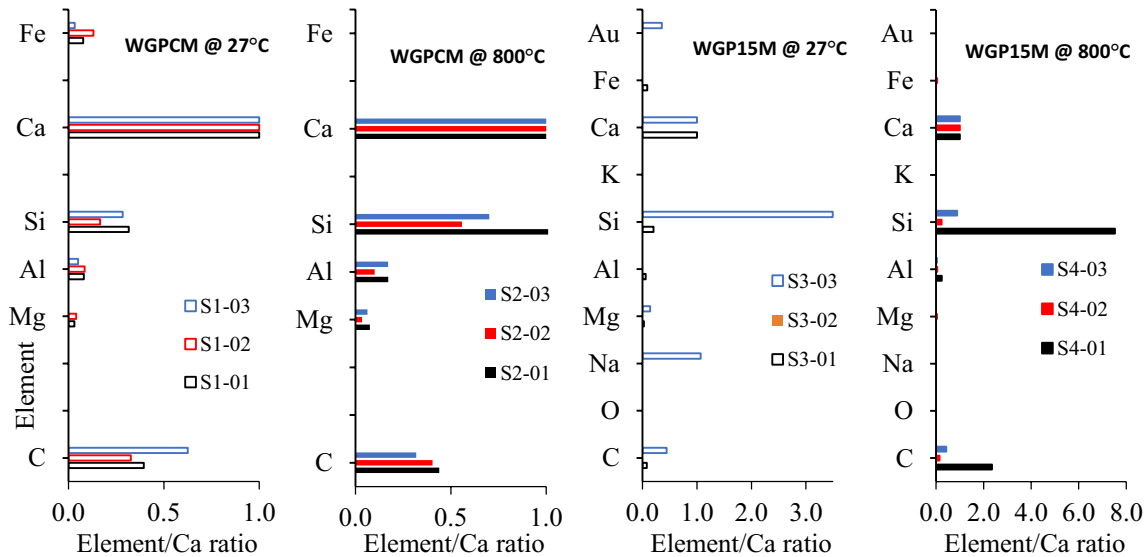 WGPCM @ 27°C
Fe
Ca
Si
Al
Mg
C
Element
S1-03
S1-02
S1-01
0.0 0.5 1.0
Element/Ca ratio
WGPCM @ 800°C
Fe
Ca
Si
Al
Mg
C
S2-03
S2-02
S2-01
0.0 0.5 1.0
Element/Ca ratio
WGP15M @ 27°C
Au
Fe
Ca
K
Si
Al
Mg
Na
O
C
S3-03
S3-02
S3-01
0.0 1.0 2.0 3.0
Element/Ca ratio
WGP15M @ 800°C
Au
Fe
Ca
K
Si
Al
Mg
Na
O
C
S4-03
S4-02
S4-01
0.0 2.0 4.0 6.0 8.0
Element/Ca ratio